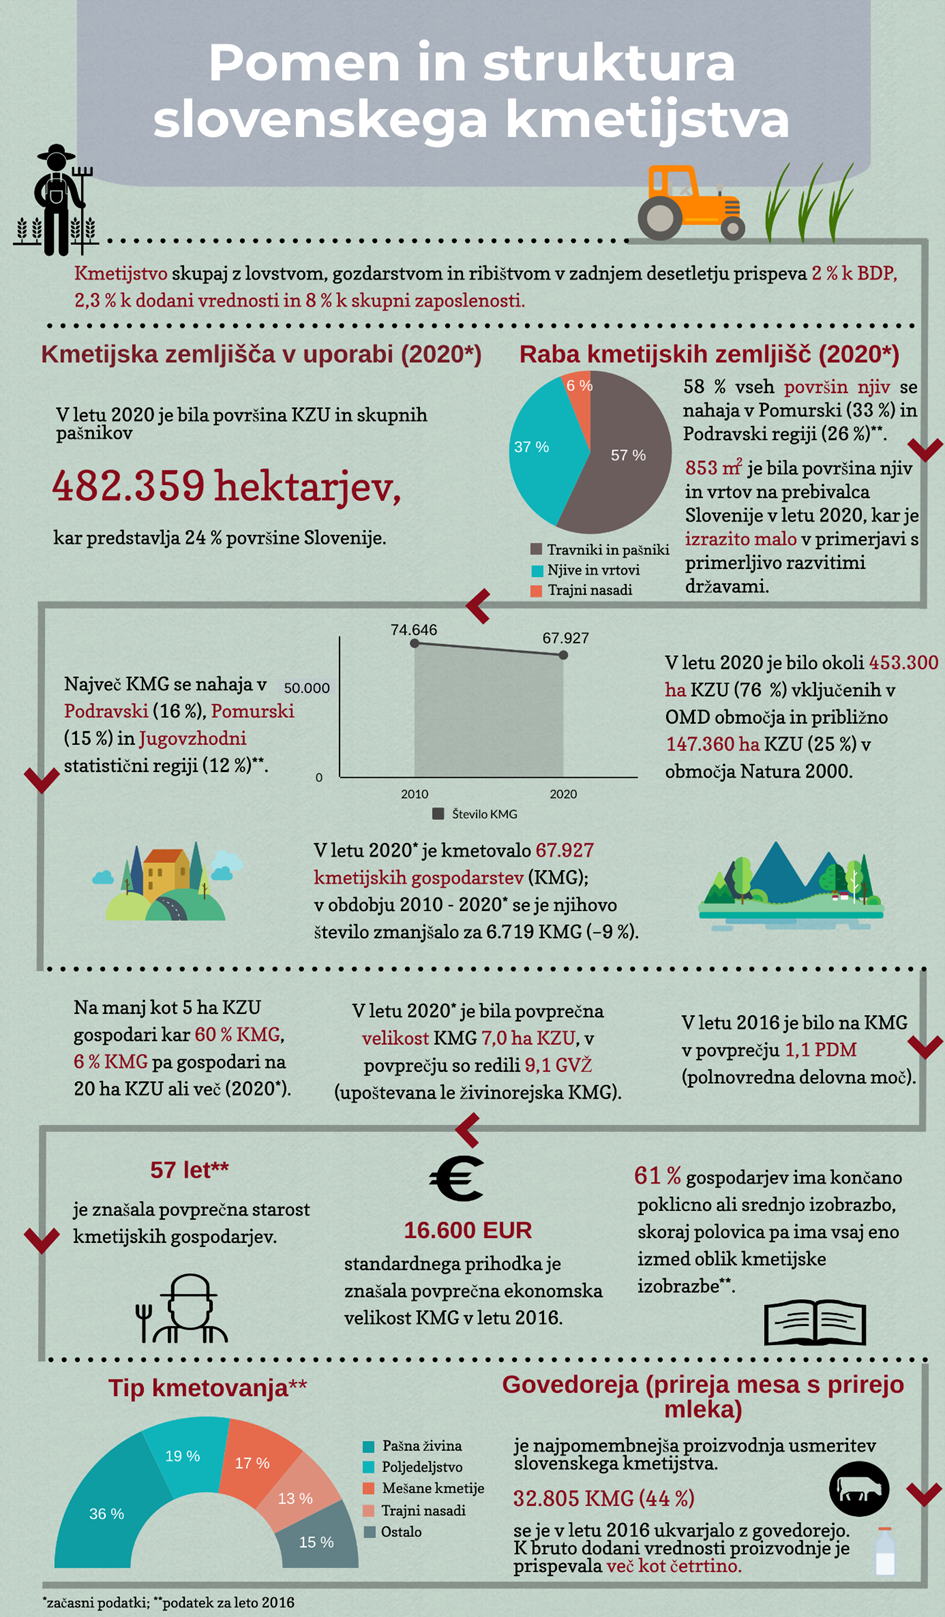 Pomen in struktura
slovenskega kmetijstva
Kmetijstvo skupaj z lovstvom, gozdarstvom in ribištvom v zadnjem desetletju prispeva 2 % k BDP,
2,3 % k dodani vrednosti in 8 % k skupni zaposlenosti.
Kmetijska zemljišča v uporabi (2020*)
V letu 2020 je bila površina KZU in skupnih
pašnikov
482.359 hektarjev,
kar predstavlja 24 % površine Slovenije.
Raba kmetijskih zemljišč (2020*)
6 %
37 %
57 %
Travniki in pašniki
Njive in vrtovi
Trajni nasadi
58 % vseh površin njiv se
nahaja v Pomurski (33 %) in
Podravski regiji (26 %)**.
853 m² je bila površina njiv
in vrtov na prebivalca
Slovenije v letu 2020, kar je
izrazito malo v primerjavi s
primerljivo razvitimi
državami.
Največ KMG se nahaja v
Podravski (16 %), Pomurski
(15 %) in Jugovzhodni
statistični regiji (12 %)**.
74.646
67.927
50.000
0
2010
2020
Število KMG
V letu 2020 je bilo okoli 453.300
ha KZU (76 %) vključenih v
OMD območja in približno
147.360 ha KZU (25 %) v
območja Natura 2000.
V letu 2020* je kmetovalo 67.927
kmetijskih gospodarstev (KMG);
v obdobju 2010 - 2020* se je njihovo
število zmanjšalo za 6.719 KMG (–9 %).
Na manj kot 5 ha KZU
gospodari kar 60 % KMG,
6 % KMG pa gospodari na
20 ha KZU ali več (2020*).
V letu 2020* je bila povprečna
velikost KMG 7,0 ha KZU, v
povprečju so redili 9,1 GVŽ
(upoštevana le živinorejska KMG).
V letu 2016 je bilo na KMG
v povprečju 1,1 PDM
(polnovredna delovna moč).
57 let**
je znašala povprečna starost
kmetijskih gospodarjev.
€
16.600 EUR
standardnega prihodka je
znašala povprečna ekonomska
velikost KMG v letu 2016.
61 % gospodarjev ima končano
poklicno ali srednjo izobrazbo,
skoraj polovica pa ima vsaj eno
izmed oblik kmetijske
izobrazbe**.
Tip kmetovanja**
36 %
19 %
17 %
13 %
15 %
Pašna živina
Poljedeljstvo
Mešane kmetije
Trajni nasadi
Ostalo
Govedoreja (prireja mesa s prirejo
mleka)
je najpomembnejša proizvodnja usmeritev
slovenskega kmetijstva.
32.805 KMG (44 %)
se je v letu 2016 ukvarjalo z govedorejo.
K bruto dodani vrednosti proizvodnje je
prispevala več kot četrtino.
*začasni podatki; **podatek za leto 2016